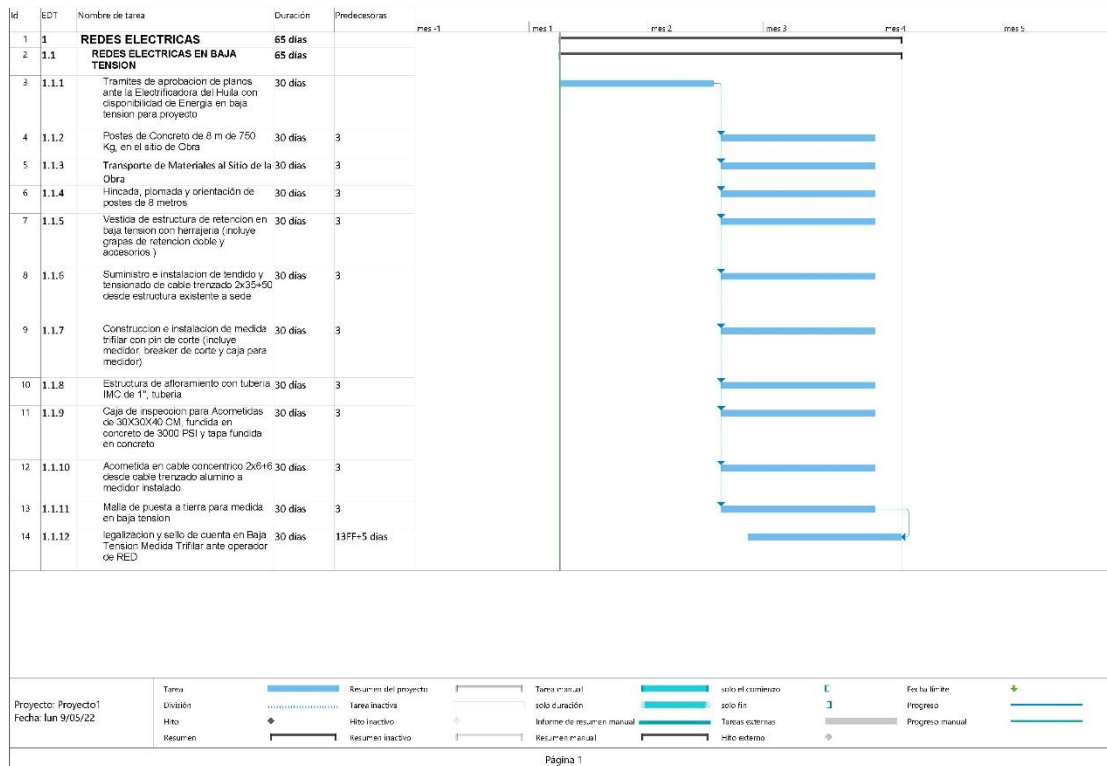 Id EDT Nombre de tarea Duración Predecesoras
mes -1 mes 1 mes 2 mes 3 mes 4 mes 5
1 1 REDES ELECTRICAS 65 días
2 1.1 REDES ELECTRICAS EN BAJA 65 días
TENSION
3 1.1.1 Tramites de aprobacion de planos 30 días
ante la Electrificadora del Huila con
disponibilidad de Energia en baja
tension para proyecto
4 1.1.2 Postes de Concreto de 8 m de 750 30 días 3
Kg, en el sitio de Obra
5 1.1.3 Transporte de Materiales al Sitio de la 30 días 3
Obra
6 1.1.4 Hincada, plomada y orientación de 30 días 3
postes de 8 metros
7 1.1.5 Vestida de estructura de retencion en 30 días 3
baja tension con herrajeria (incluye
grapas de retencion doble y
accesorios )
8 1.1.6 Suministro e instalacion de tendido y 30 días 3
tensionado de cable trenzado 2x35+50
desde estructura existente a sede
9 1.1.7 Construccion e instalacion de medida 30 días 3
trifilar con pin de corte (incluye
medidor, breaker de corte y caja para
medidor)
10 1.1.8 Estructura de afloramiento con tuberia 30 días 3
IMC de 1", tuberia
11 1.1.9 Caja de inspeccion para Acometidas 30 días 3
de 30X30X40 CM, fundida en
concreto de 3000 PSI y tapa fundida
en concreto
12 1.1.10 Acometida en cable concentrico 2x6+6 30 días 3
desde cable trenzado alumino a
medidor instalado
13 1.1.11 Malla de puesta a tierra para medida 30 días 3
en baja tension
14 1.1.12 legalizacion y sello de cuenta en Baja 30 días 13FF+5 días
Tension Medida Trifilar ante operador
de RED
Proyecto: Proyecto1
Fecha: lun 9/05/22
Tarea Resumen del proyecto Tarea manual solo el comienzo Fecha límite
División Tarea inactiva solo duración solo fin Progreso
Hito Hito inactivo Informe de resumen manual Tareas externas Progreso manual
Resumen Resumen inactivo Resumen manual Hito externo
Página 1